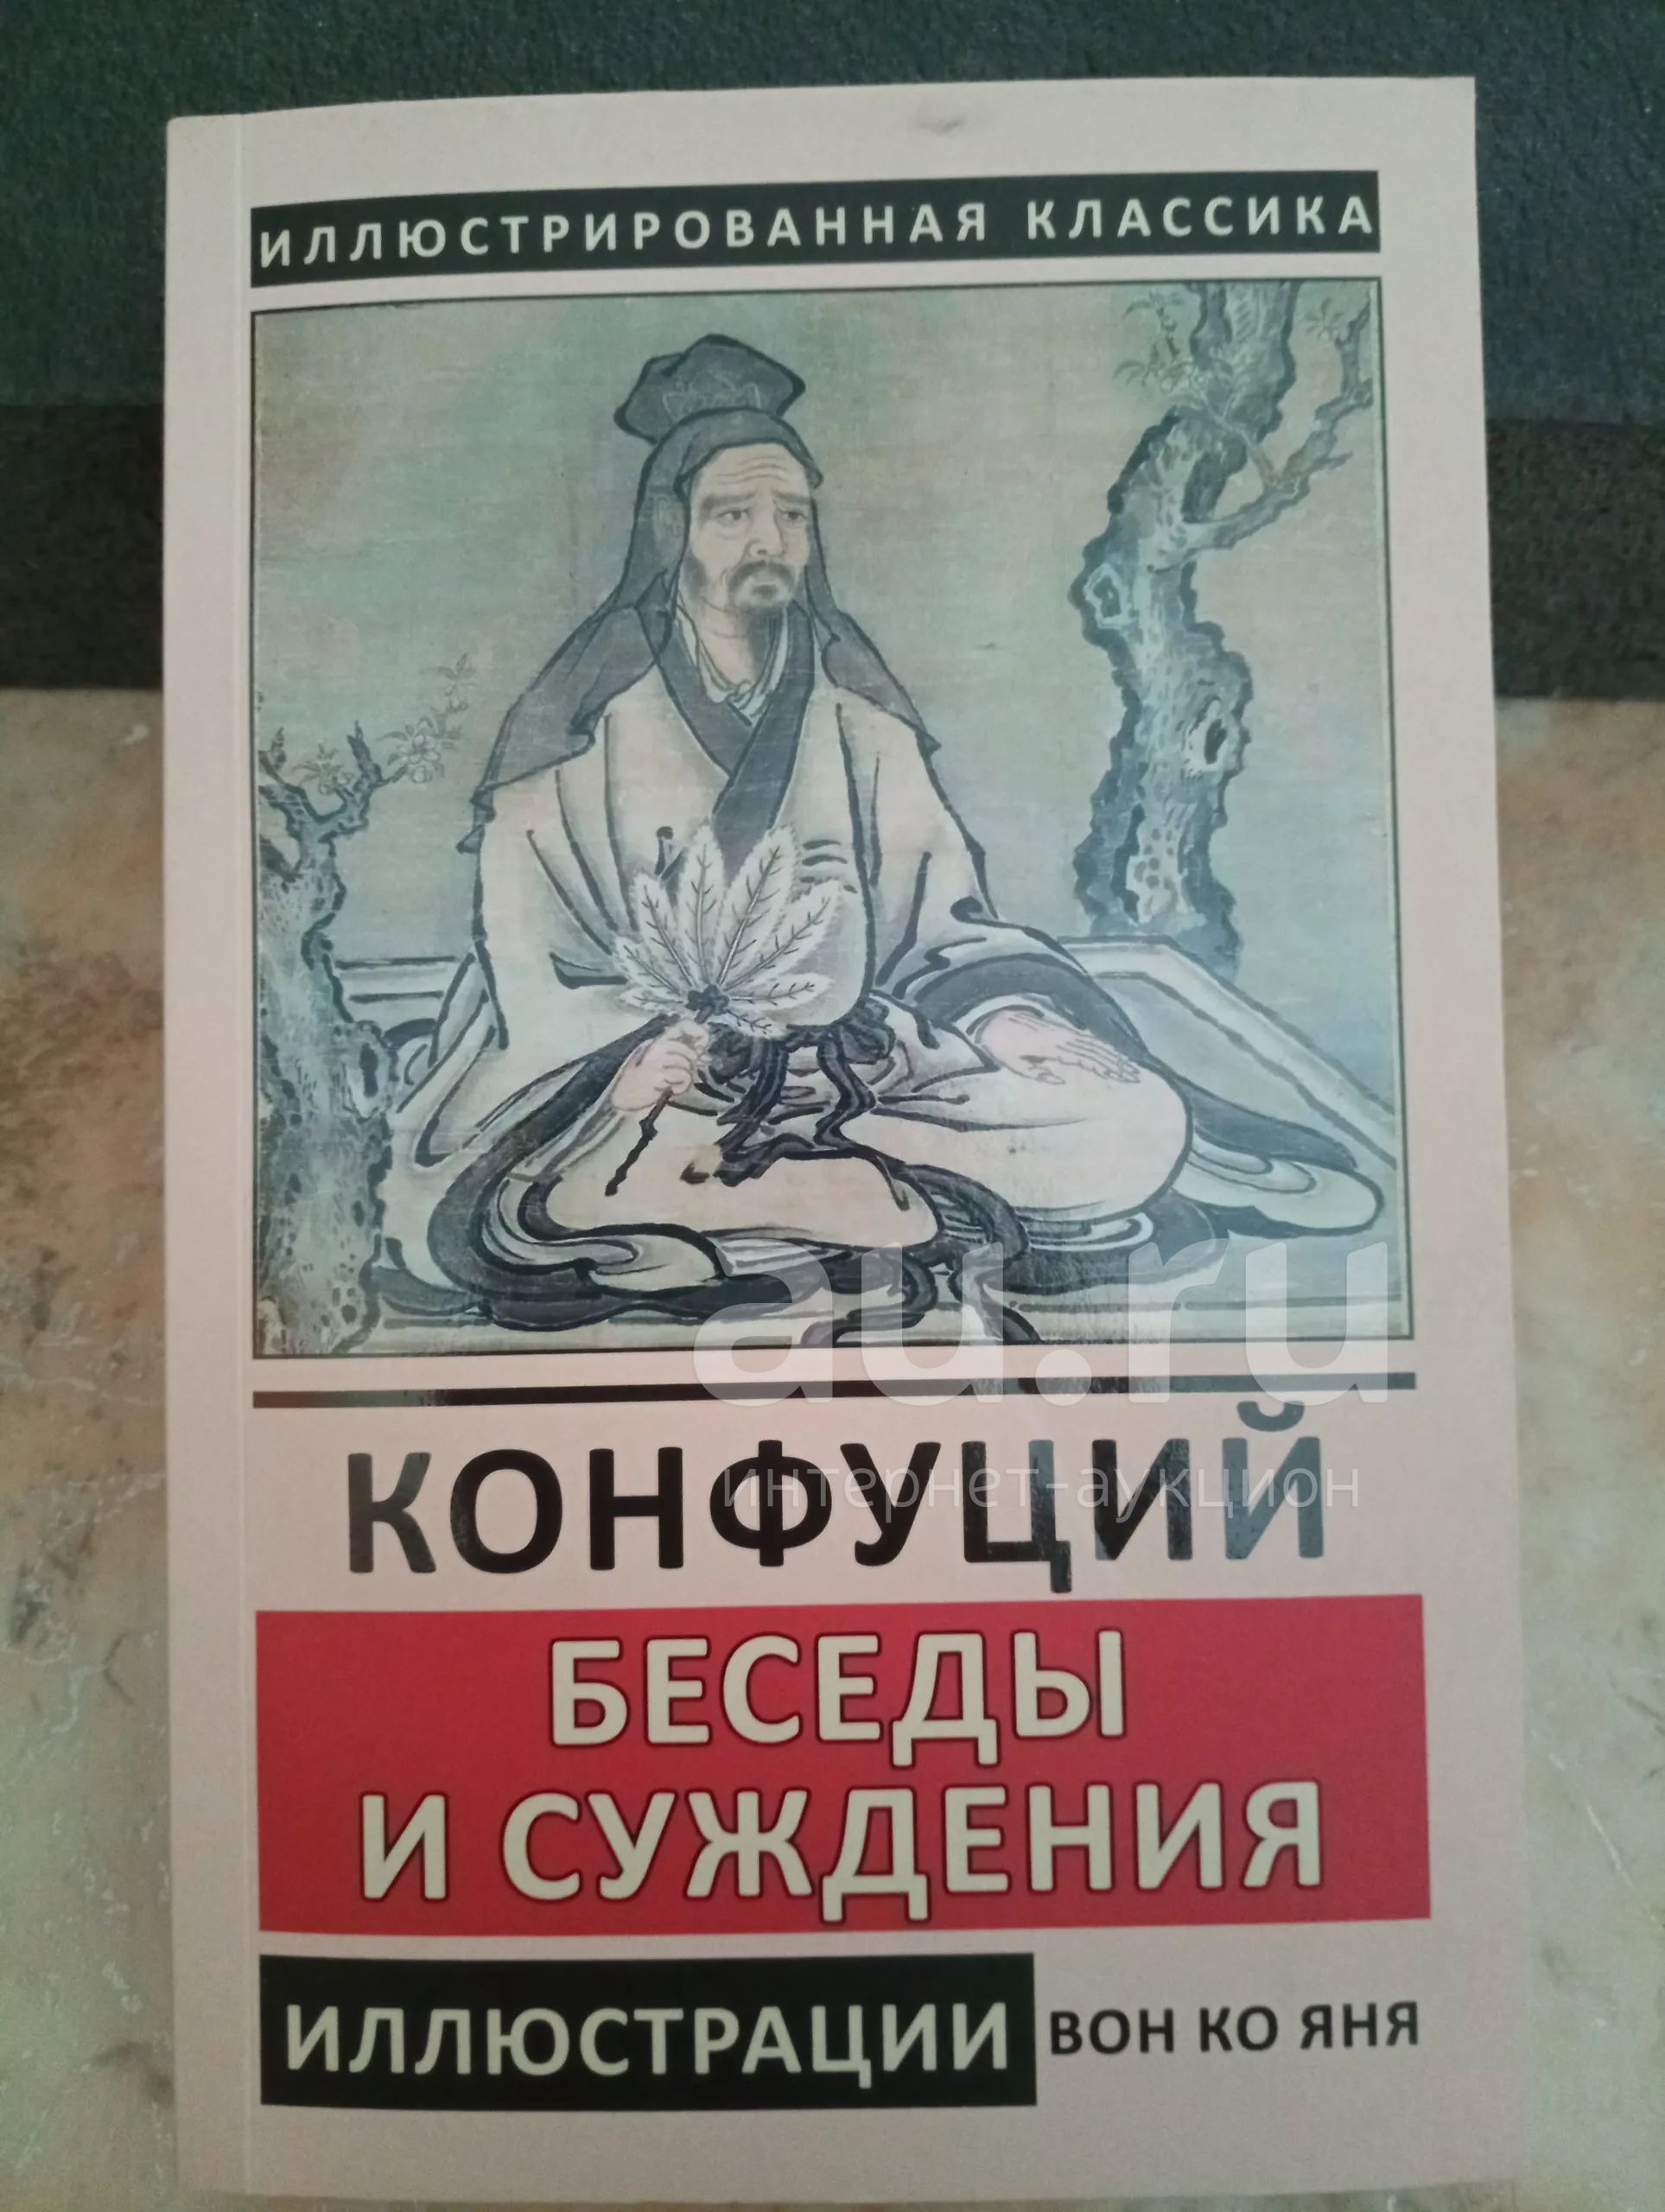 ИЛЛЮСТРИРОВАННАЯ КЛАССИКА
au.ru
КОНФУЦИЙ
интернет-аукцион
БЕСЕДЫ
И СУЖДЕНИЯ
ИЛЛЮСТРАЦИИ ВОН КО ЯНЯ